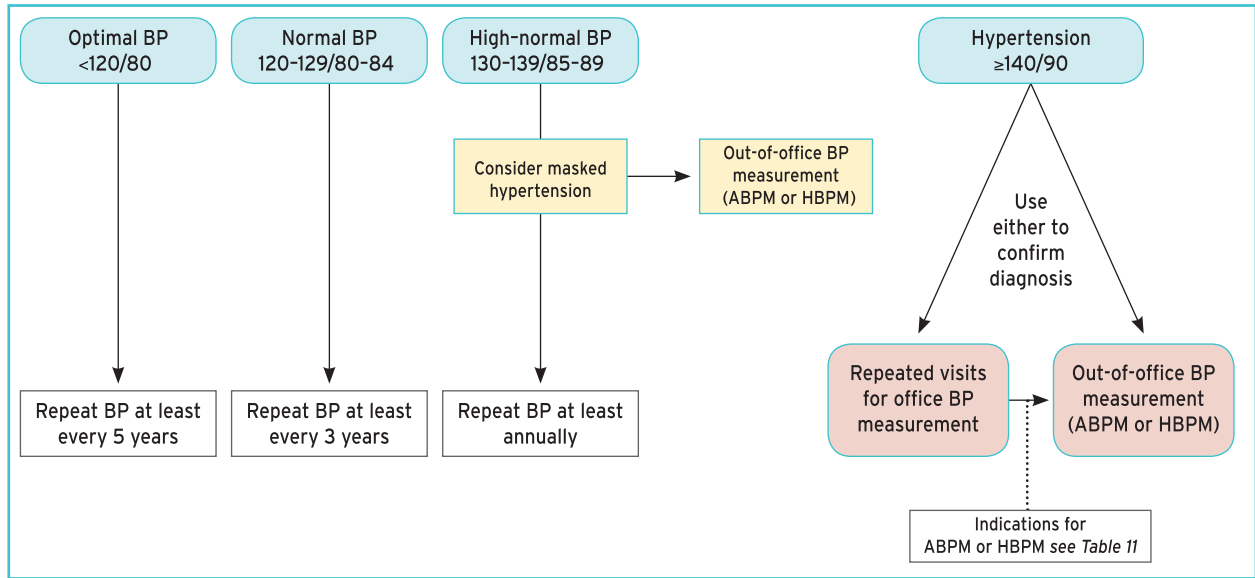 Optimal BP
<120/80
Normal BP
120–129/80–84
High–normal BP
130–139/85–89
Hypertension
≥140/90
Consider masked
hypertension
Out-of-office BP
measurement
(ABPM or HBPM)
Use
either to
confirm
diagnosis
Repeat BP at least
every 5 years
Repeat BP at least
every 3 years
Repeat BP at least
annually
Repeated visits
for office BP
measurement
Out-of-office BP
measurement
(ABPM or HBPM)
Indications for
ABPM or HBPM see Table 11